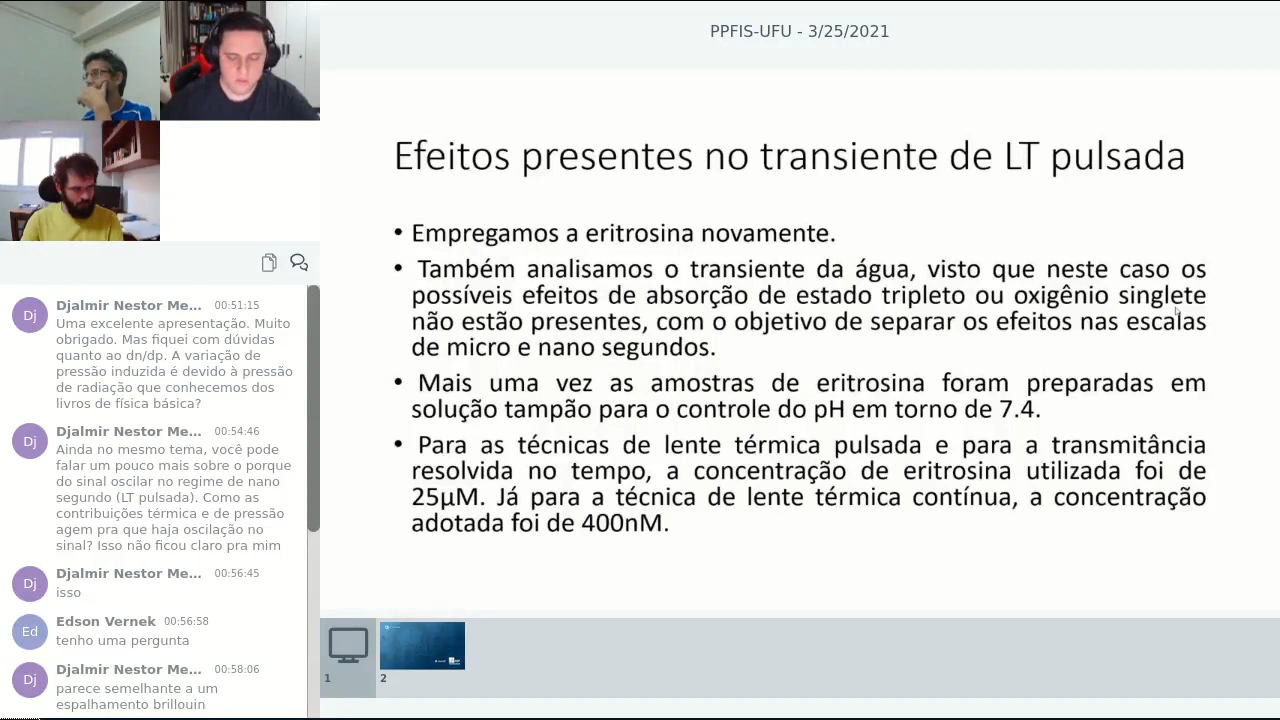 PPFIS-UFU - 3/25/2021
Efeitos presentes no transiente de LT pulsada
• Empregamos a eritrosina novamente.
• Também analisamos o transiente da água, visto que neste caso os
possíveis efeitos de absorção de estado tripleto ou oxigênio singlete
não estão presentes, com o objetivo de separar os efeitos nas escalas
de micro e nano segundos.
• Mais uma vez as amostras de eritrosina foram preparadas em
solução tampão para o controle do pH em torno de 7.4.
• Para as técnicas de lente térmica pulsada e para a transmitância
resolvida no tempo, a concentração de eritrosina utilizada foi de
25µM. Já para a técnica de lente térmica contínua, a concentração
adotada foi de 400nM.
Dj
Djalmir Nestor Me... 00:51:15
Uma excelente apresentação. Muito
obrigado. Mas fiquei com dúvidas
quanto ao dn/dp. A variação de
pressão induzida é devido à pressão
de radiação que conhecemos dos
livros de física básica?
Dj
Djalmir Nestor Me... 00:54:46
Ainda no mesmo tema, você pode
falar um pouco mais sobre o porque
do sinal oscilar no regime de nano
segundo (LT pulsada). Como as
contribuições térmica e de pressão
agem pra que haja oscilação no
sinal? Isso não ficou claro pra mim
Dj
Djalmir Nestor Me... 00:56:45
isso
Ed
Edson Vernek 00:56:58
tenho uma pergunta
Dj
Djalmir Nestor Me... 00:58:06
parece semelhante a um
espalhamento brillouin
1
2